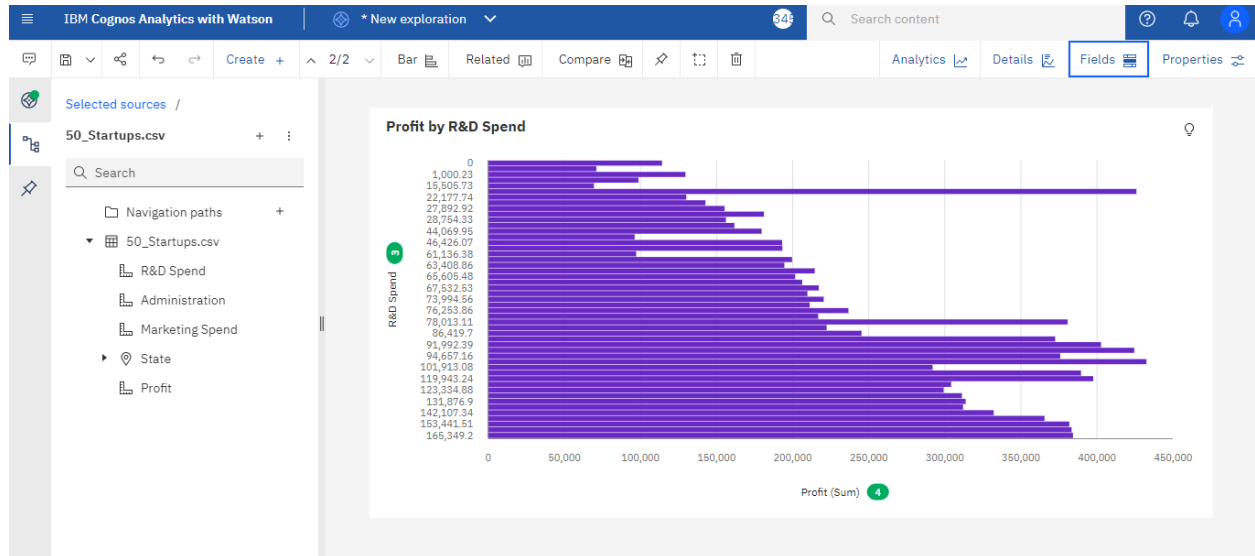 IBM Cognos Analytics with Watson
* New exploration
345
Search content
Create +
2/2
Bar
Related
Compare
Analytics
Details
Fields
Properties
Selected sources /
50_Startups.csv
Search
Navigation paths
50_Startups.csv
R&D Spend
Administration
Marketing Spend
State
Profit
Profit by R&D Spend
R&D Spend
3
0
1,000.23
15,505.73
22,177.74
27,892.92
28,754.33
44,069.95
46,426.07
61,136.38
63,408.86
65,605.48
67,532.53
73,994.56
76,253.86
78,013.11
86,419.7
91,992.39
94,657.16
101,913.08
119,943.24
123,334.88
131,876.9
142,107.34
153,441.51
165,349.2
0 50,000 100,000 150,000 200,000 250,000 300,000 350,000 400,000 450,000
Profit (Sum) 4